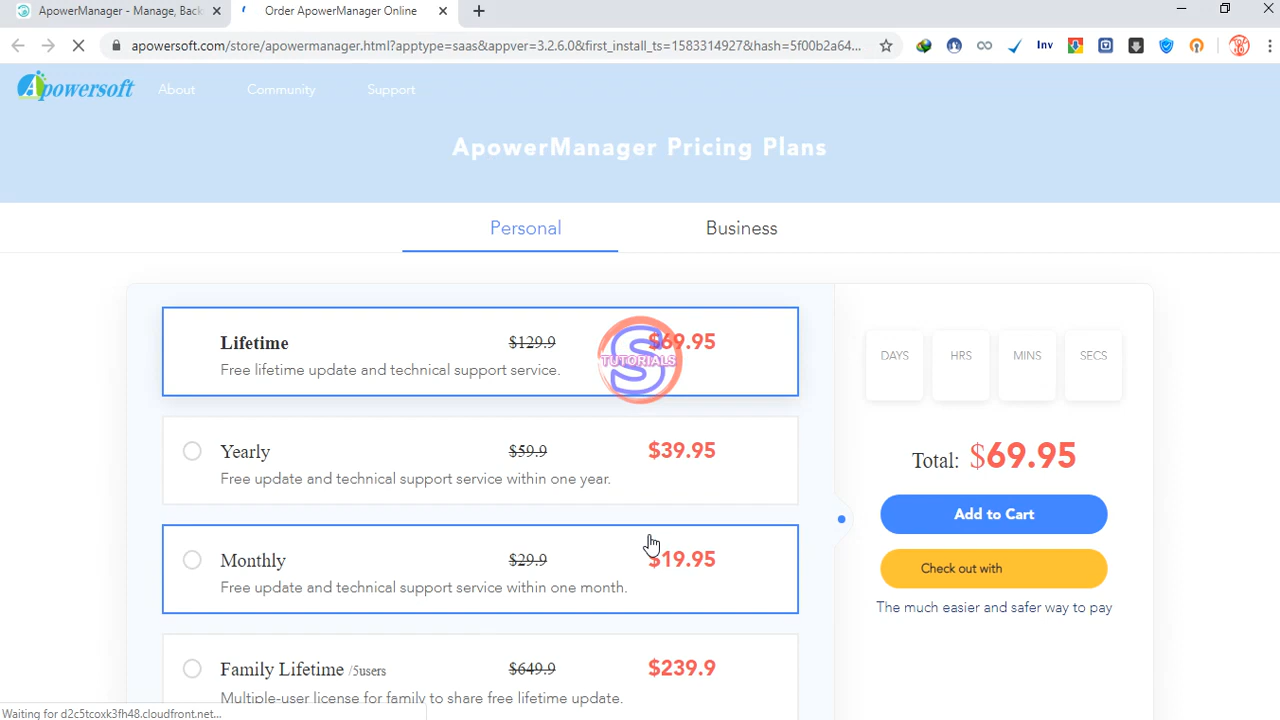 ApowerManager - Manage, Back
Order ApowerManager Online
apowersoft.com/store/apowermanager.html?apptype=saas&appver=3.2.6.0&first_install_ts=1583314927&hash=5f00b2a64...
Inv
Apowersoft
About
Community
Support
ApowerManager Pricing Plans
Personal
Business
Lifetime
$129.9
$69.95
Free lifetime update and technical support service.
S
TUTORIALS
Yearly
$59.9
$39.95
Free update and technical support service within one year.
Monthly
$29.9
$19.95
Free update and technical support service within one month.
Family Lifetime /5users
$649.9
$239.9
Multiple-user license for family to share free lifetime update.
DAYS
HRS
MINS
SECS
Total: $69.95
Add to Cart
Check out with
The much easier and safer way to pay
Waiting for d2c5tcoxk3fh48.cloudfront.net...